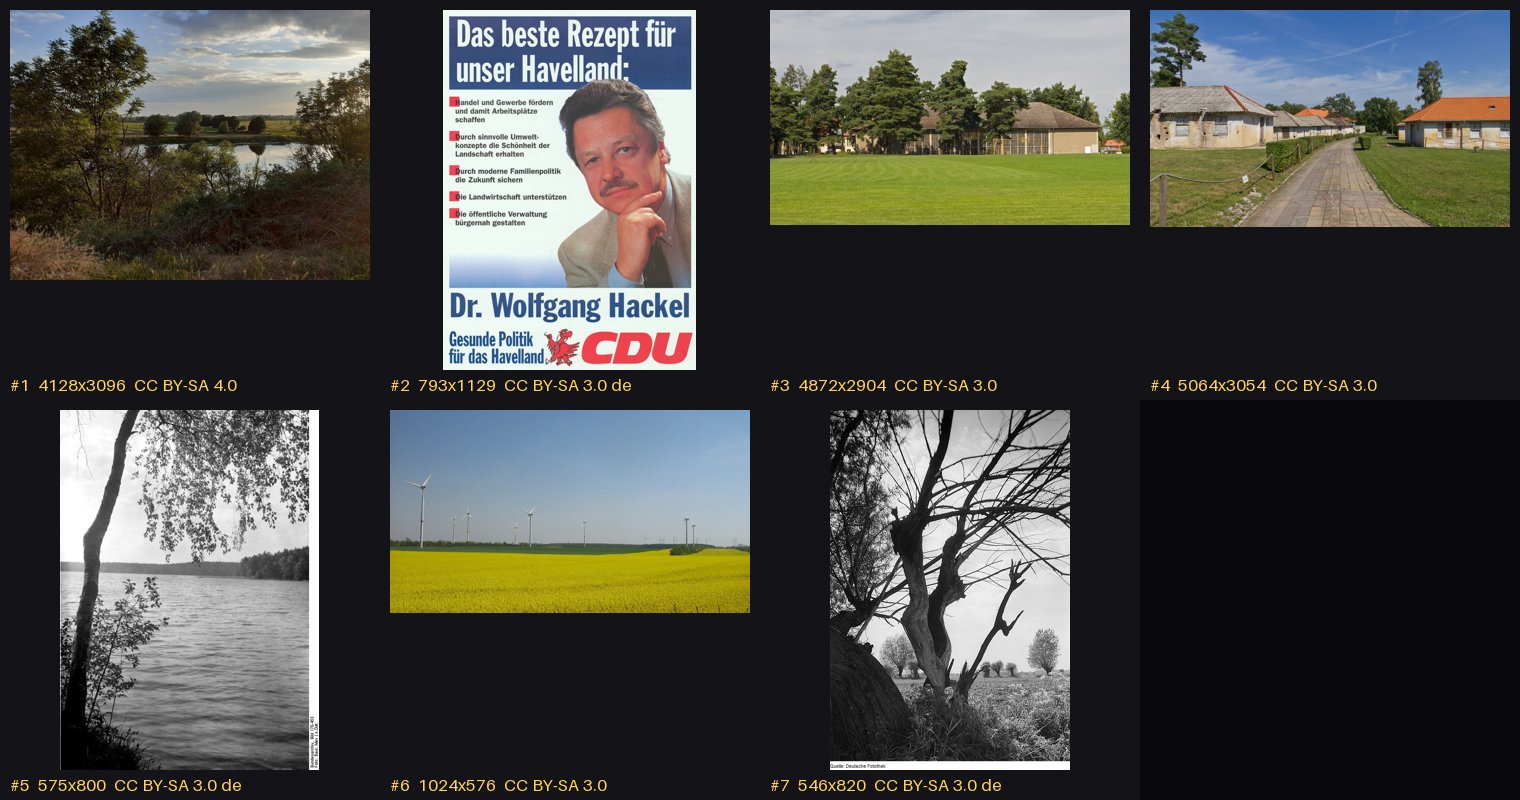 Das beste Rezept für
unser Havelland:
Handel und Gewerbe fördern
und damit Arbeitsplätze
schaffen
Durch sinnvolle Umwelt-
konzepte die Schönheit der
Landschaft erhalten
Durch moderne Familienpolitik
die Zukunft sichern
Die Landwirtschaft unterstützen
Die öffentliche Verwaltung
bürgernah gestalten
Dr. Wolfgang Hackel
Gesunde Politik
für das Havelland
CDU
#1 4128x3096 CC BY-SA 4.0
#2 793x1129 CC BY-SA 3.0 de
#3 4872x2904 CC BY-SA 3.0
#4 5064x3054 CC BY-SA 3.0
Quelle: Deutsche Fotothek
#5 575x800 CC BY-SA 3.0 de
#6 1024x576 CC BY-SA 3.0
#7 546x820 CC BY-SA 3.0 de